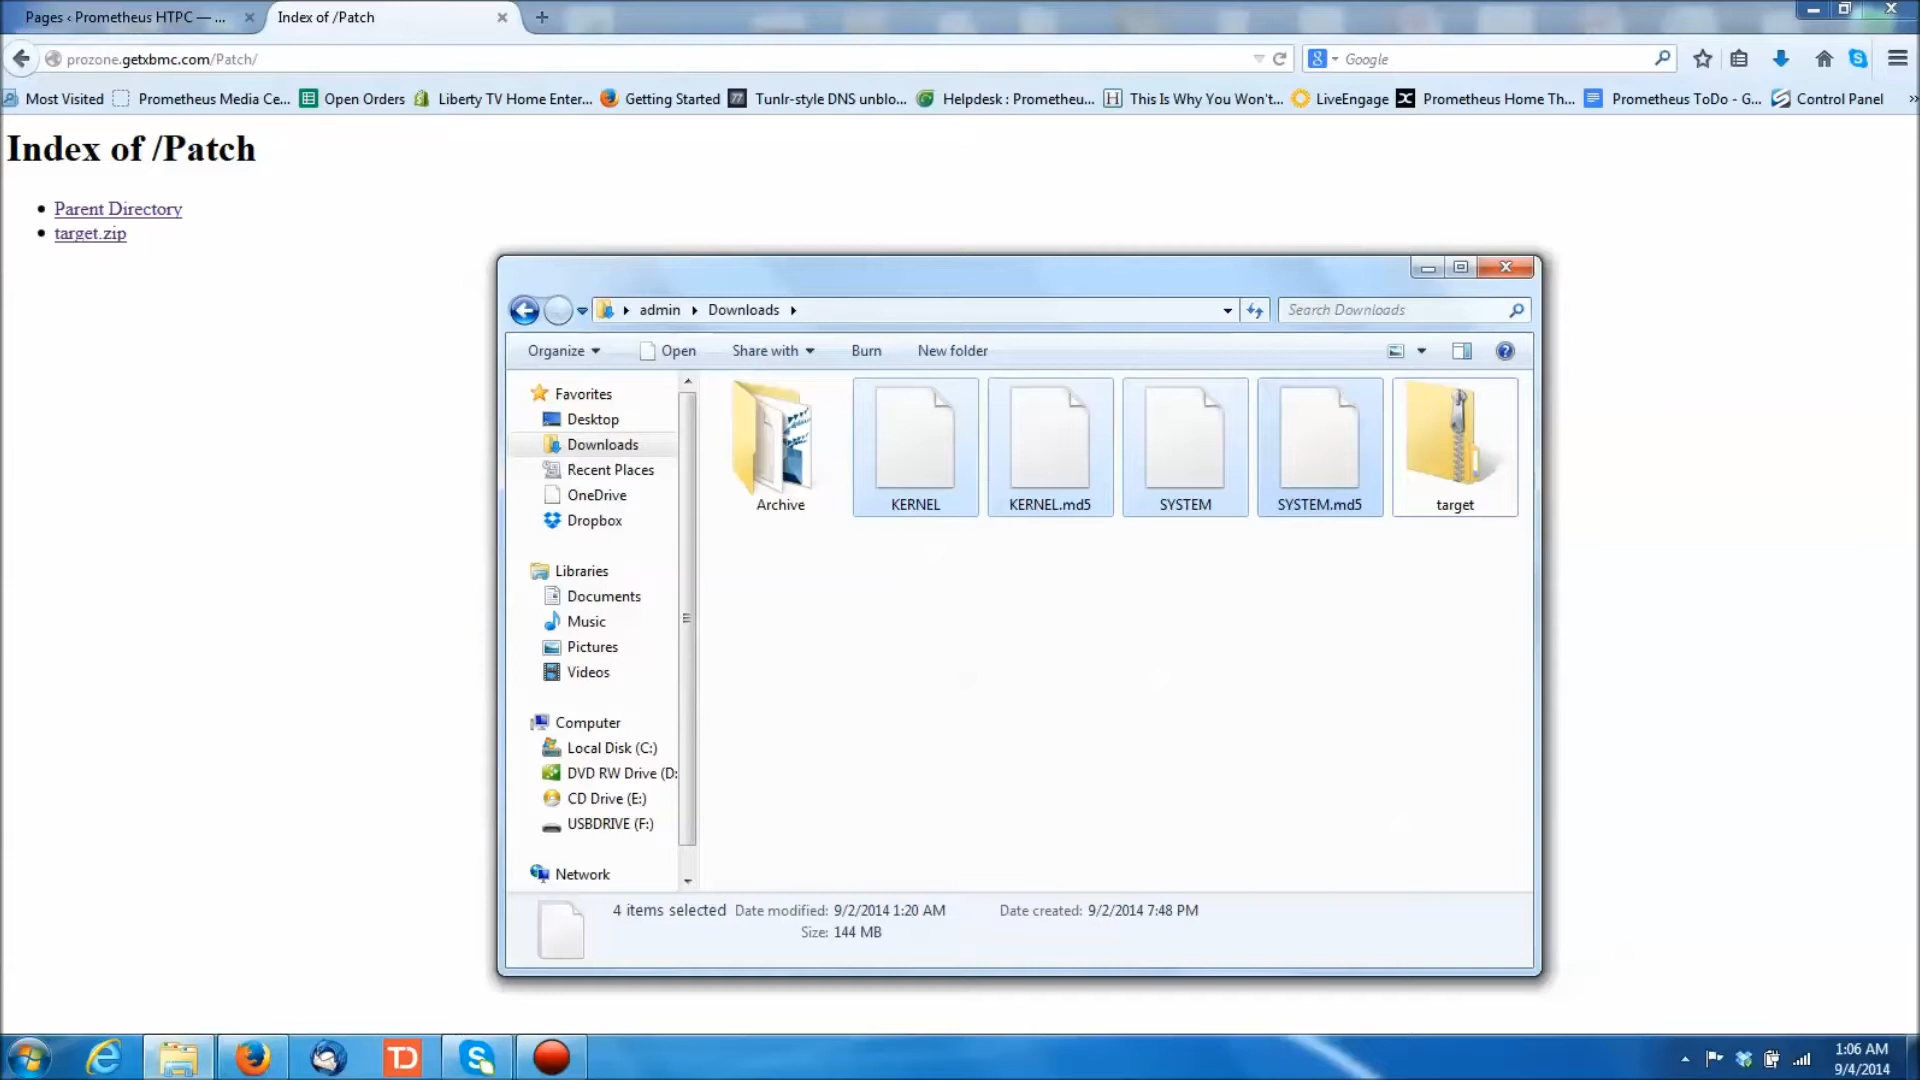 Pages ‹ Prometheus HTPC — ...
Index of /Patch
prozone.getxbmc.com/Patch/
Google
Most Visited
Prometheus Media Ce...
Open Orders
Liberty TV Home Enter...
Getting Started
Tunlr-style DNS unblo...
Helpdesk : Prometheu...
This Is Why You Won't...
LiveEngage
Prometheus Home Th...
Prometheus ToDo - G...
Control Panel
Index of /Patch
Parent Directory
target.zip
admin
Downloads
Search Downloads
Organize
Open
Share with
Burn
New folder
Favorites
Desktop
Downloads
Recent Places
OneDrive
Dropbox
Libraries
Documents
Music
Pictures
Videos
Computer
Local Disk (C:)
DVD RW Drive (D:
CD Drive (E:)
USBDRIVE (F:)
Network
Archive
KERNEL
KERNEL.md5
SYSTEM
SYSTEM.md5
target
4 items selected
Date modified: 9/2/2014 1:20 AM
Date created: 9/2/2014 7:48 PM
Size: 144 MB
TD
1:06 AM
9/4/2014